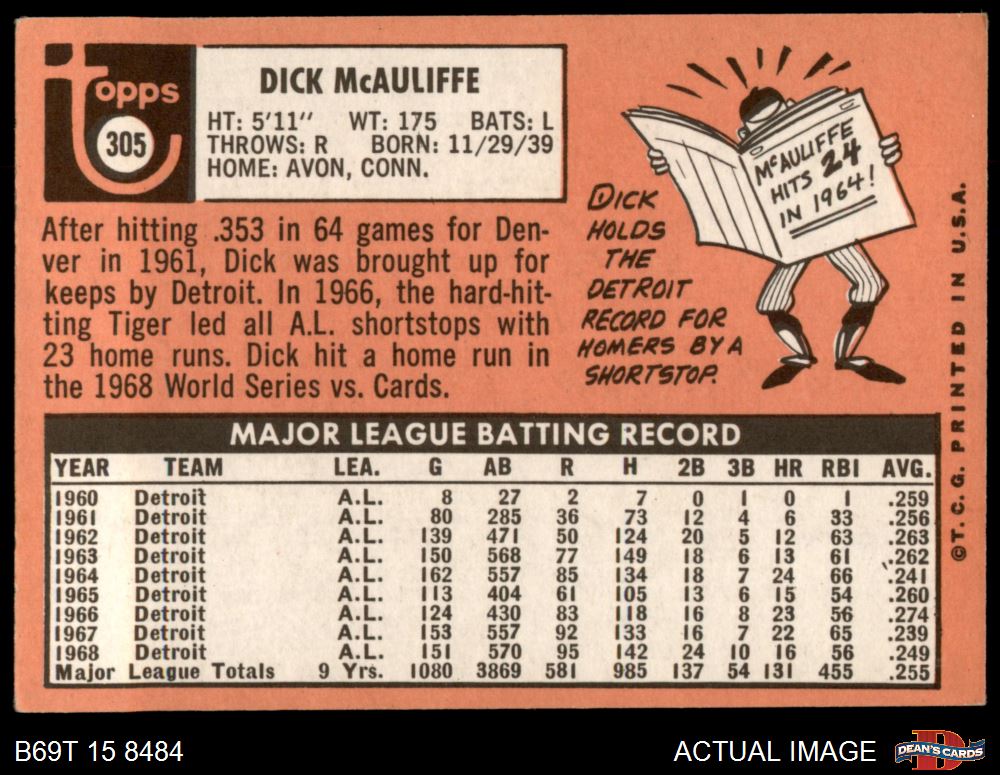 Topps
305
DICK McAULIFFE
HT: 5'11" WT: 175 BATS: L
THROWS: R BORN: 11/29/39
HOME: AVON, CONN.
After hitting .353 in 64 games for Den-
ver in 1961, Dick was brought up for
keeps by Detroit. In 1966, the hard-hit-
ting Tiger led all A.L. shortstops with
23 home runs. Dick hit a home run in
the 1968 World Series vs. Cards.
McAULIFFE
HITS 24
IN 1964!
DICK
HOLDS
THE
DETROIT
RECORD FOR
HOMERS BY A
SHORTSTOP.
MAJOR LEAGUE BATTING RECORD
YEAR TEAM LEA. G AB R H 2B 3B HR RBI AVG.
1960 Detroit A.L. 8 27 2 7 0 1 0 1 .259
1961 Detroit A.L. 80 285 36 73 12 4 6 33 .256
1962 Detroit A.L. 139 471 50 124 20 5 12 63 .263
1963 Detroit A.L. 150 568 77 149 18 6 13 61 .262
1964 Detroit A.L. 162 557 85 134 18 7 24 66 .241
1965 Detroit A.L. 113 404 61 105 13 6 15 54 .260
1966 Detroit A.L. 124 430 83 118 16 8 23 56 .274
1967 Detroit A.L. 153 557 92 133 16 7 22 65 .239
1968 Detroit A.L. 151 570 95 142 24 10 16 56 .249
Major League Totals 9 Yrs. 1080 3869 581 985 137 54 131 455 .255
©T.C.G. PRINTED IN U.S.A.
B69T 15 8484
ACTUAL IMAGE
D
DEAN'S CARDS